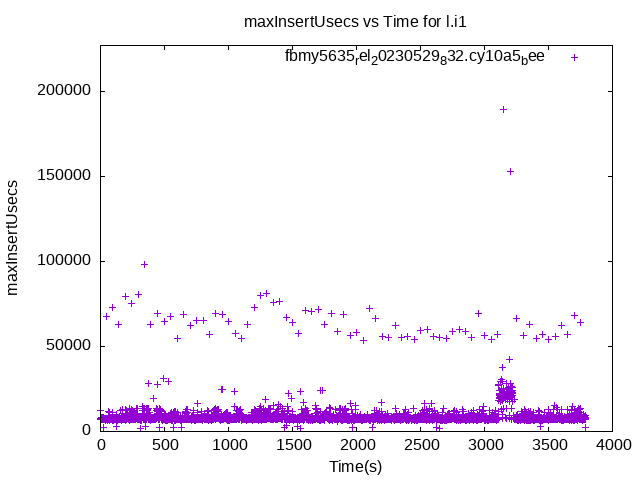 maxInsertUsecs vs Time for l.i1
fbmy5635_rel_20230529_832.cy10a5_bee
200000
150000
100000
50000
0
maxInsertUsecs
0 500 1000 1500 2000 2500 3000 3500 4000
Time(s)